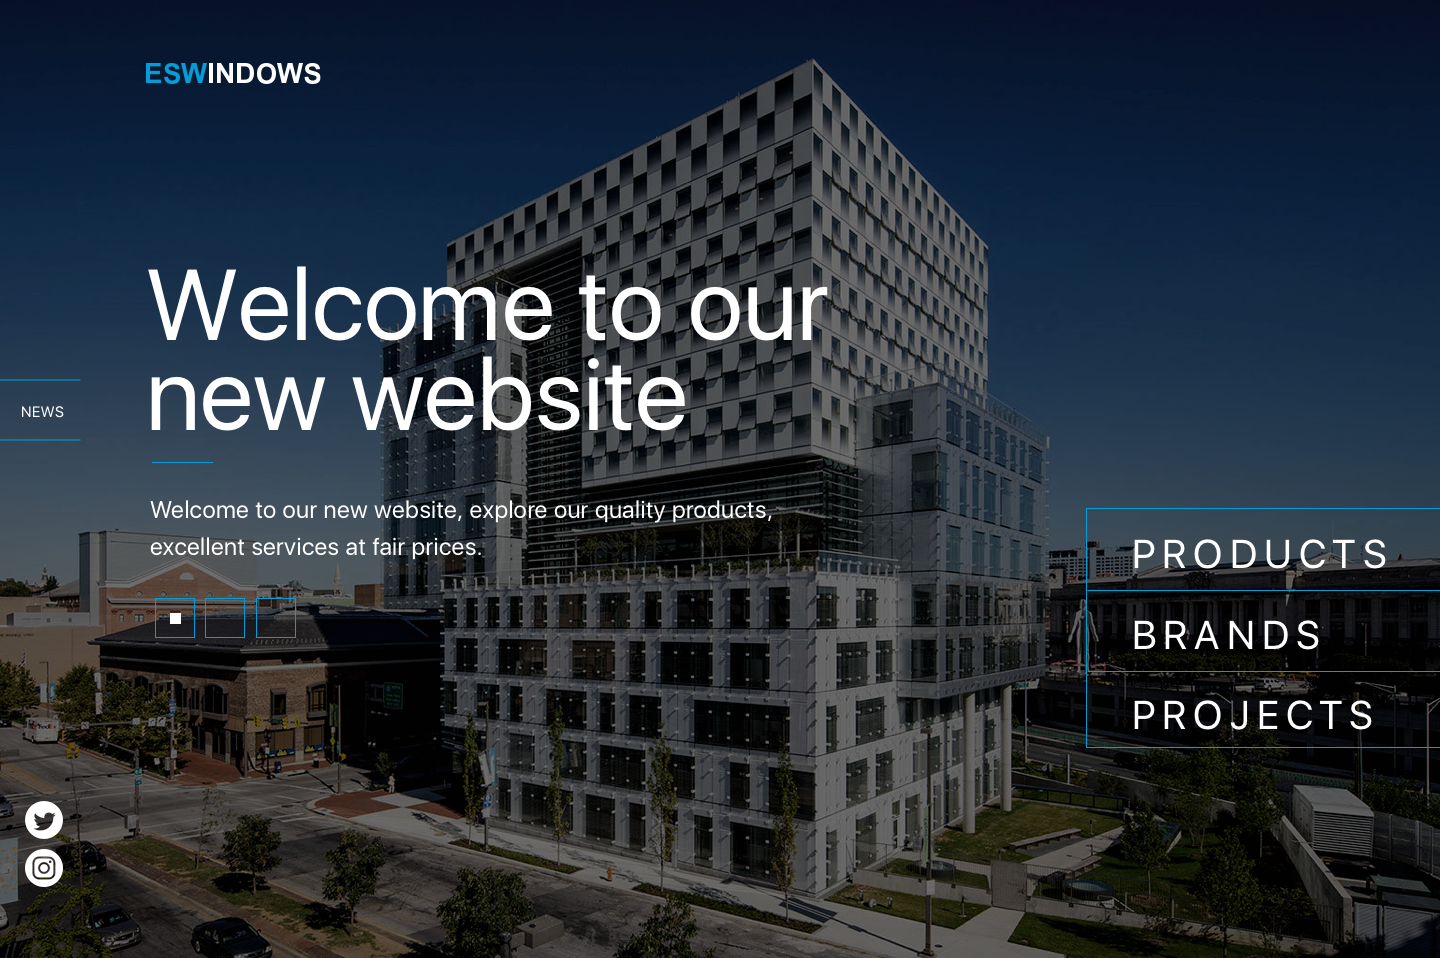 ESWINDOWS
Welcome to our
new website
NEWS
Welcome to our new website, explore our quality products,
excellent services at fair prices.
PRODUCTS
BRANDS
PROJECTS